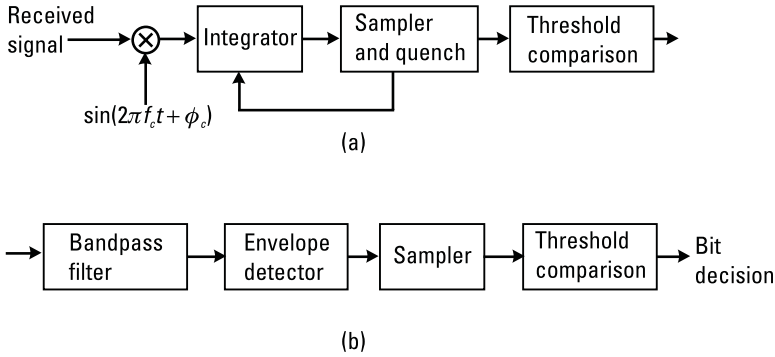 Received
signal
Integrator
Sampler
and quench
Threshold
comparison
sin(2πf_ct + ϕ_c)
(a)
Bandpass
filter
Envelope
detector
Sampler
Threshold
comparison
Bit
decision
(b)